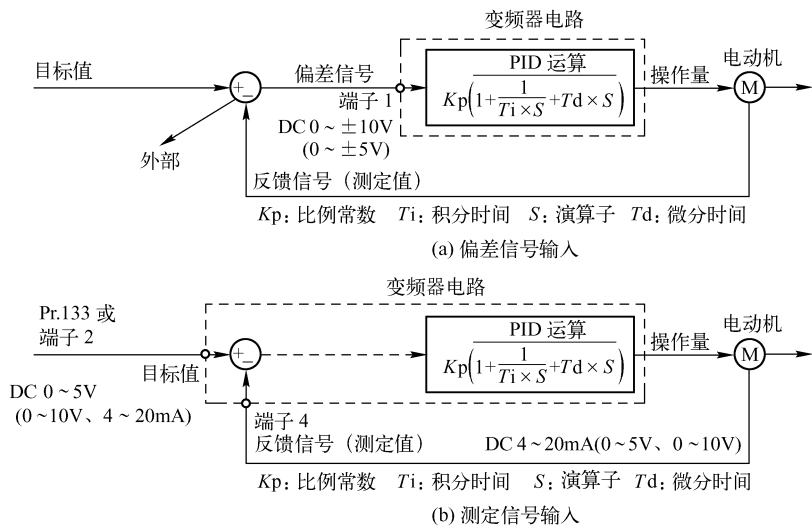 变频器电路
目标值
偏差信号
PID 运算
操作量
电动机
+
−
端子 1
Kp(1+1/(Ti×S)+Td×S)
M
DC 0～±10V
(0～±5V)
外部
反馈信号（测定值）
Kp：比例常数 Ti：积分时间 S：演算子 Td：微分时间
(a) 偏差信号输入
变频器电路
Pr.133 或
端子 2
PID 运算
操作量
电动机
+
−
目标值
Kp(1+1/(Ti×S)+Td×S)
M
DC 0～5V
(0～10V、4～20mA)
端子 4
反馈信号（测定值）
DC 4～20mA(0～5V、0～10V)
Kp：比例常数 Ti：积分时间 S：演算子 Td：微分时间
(b) 测定信号输入